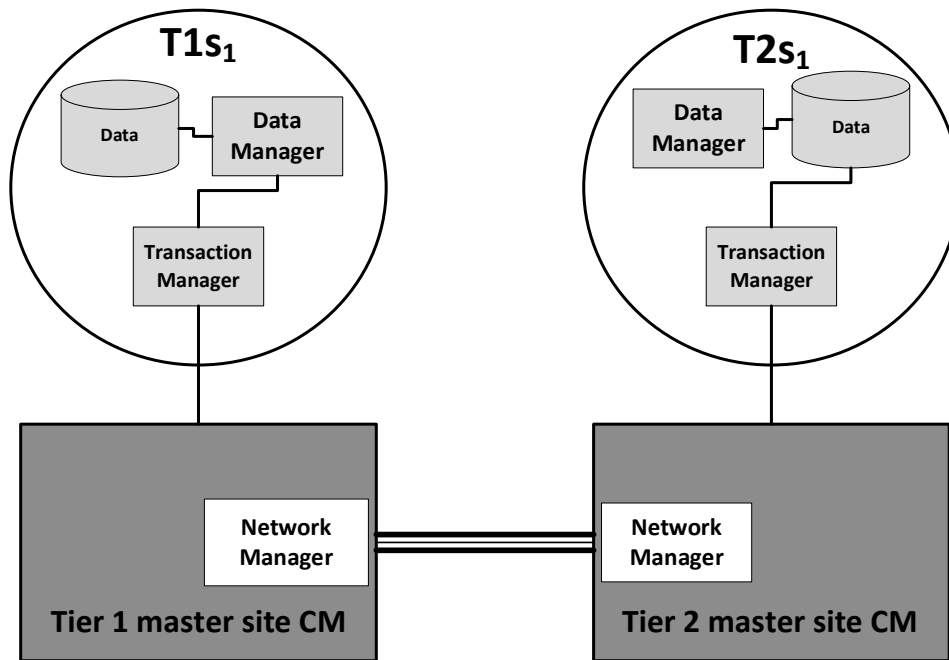 T1s₁
Data
Data
Manager
Transaction
Manager
T2s₁
Data
Manager
Data
Transaction
Manager
Network
Manager
Tier 1 master site CM
Network
Manager
Tier 2 master site CM